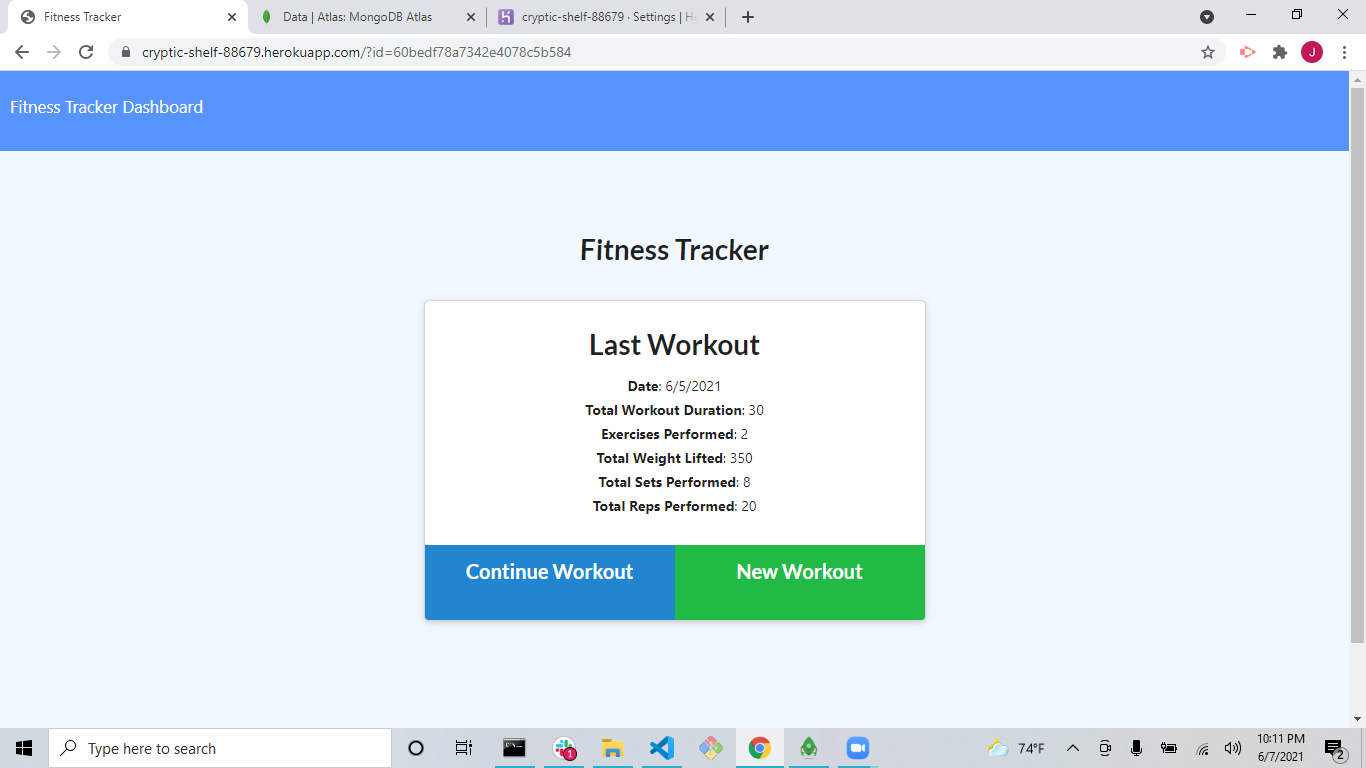 Fitness Tracker
Data | Atlas: MongoDB Atlas
cryptic-shelf-88679 · Settings | He
cryptic-shelf-88679.herokuapp.com/?id=60bedf78a7342e4078c5b584
J
Fitness Tracker Dashboard
Fitness Tracker
Last Workout
Date: 6/5/2021
Total Workout Duration: 30
Exercises Performed: 2
Total Weight Lifted: 350
Total Sets Performed: 8
Total Reps Performed: 20
Continue Workout
New Workout
Type here to search
1
74°F
10:11 PM
6/7/2021
2